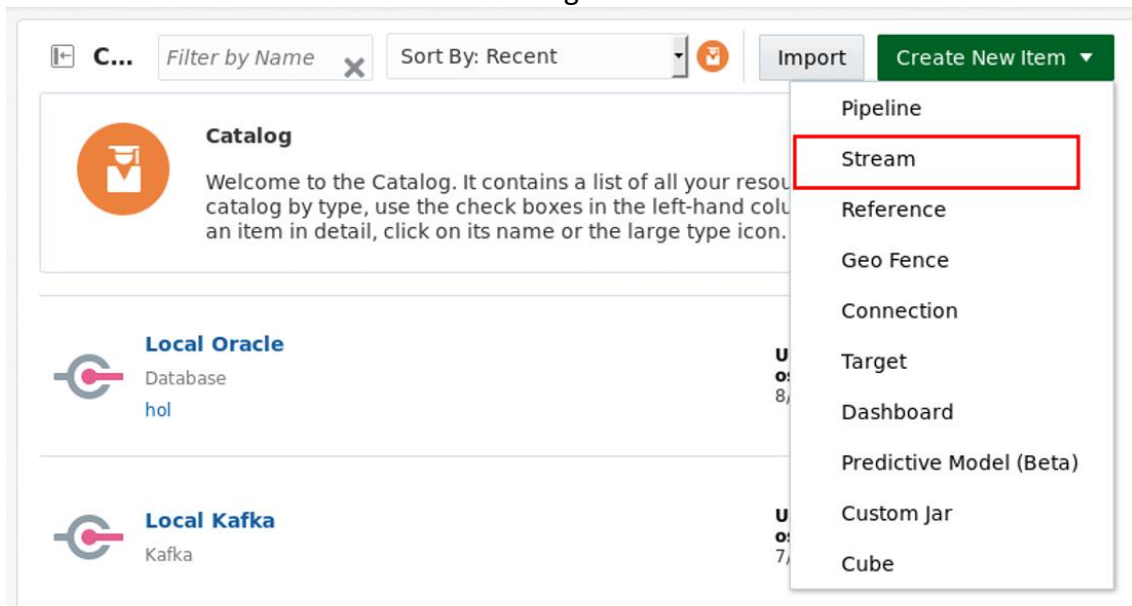 g
C... Filter by Name Sort By: Recent Import Create New Item
Catalog
Welcome to the Catalog. It contains a list of all your
catalog by type, use the check boxes in the left-hand
an item in detail, click on its name or the large type icon.
Pipeline
Stream
Reference
Geo Fence
Connection
Target
Dashboard
Predictive Model (Beta)
Custom Jar
Cube
Local Oracle
Database
hol
8/
Local Kafka
Kafka
7/